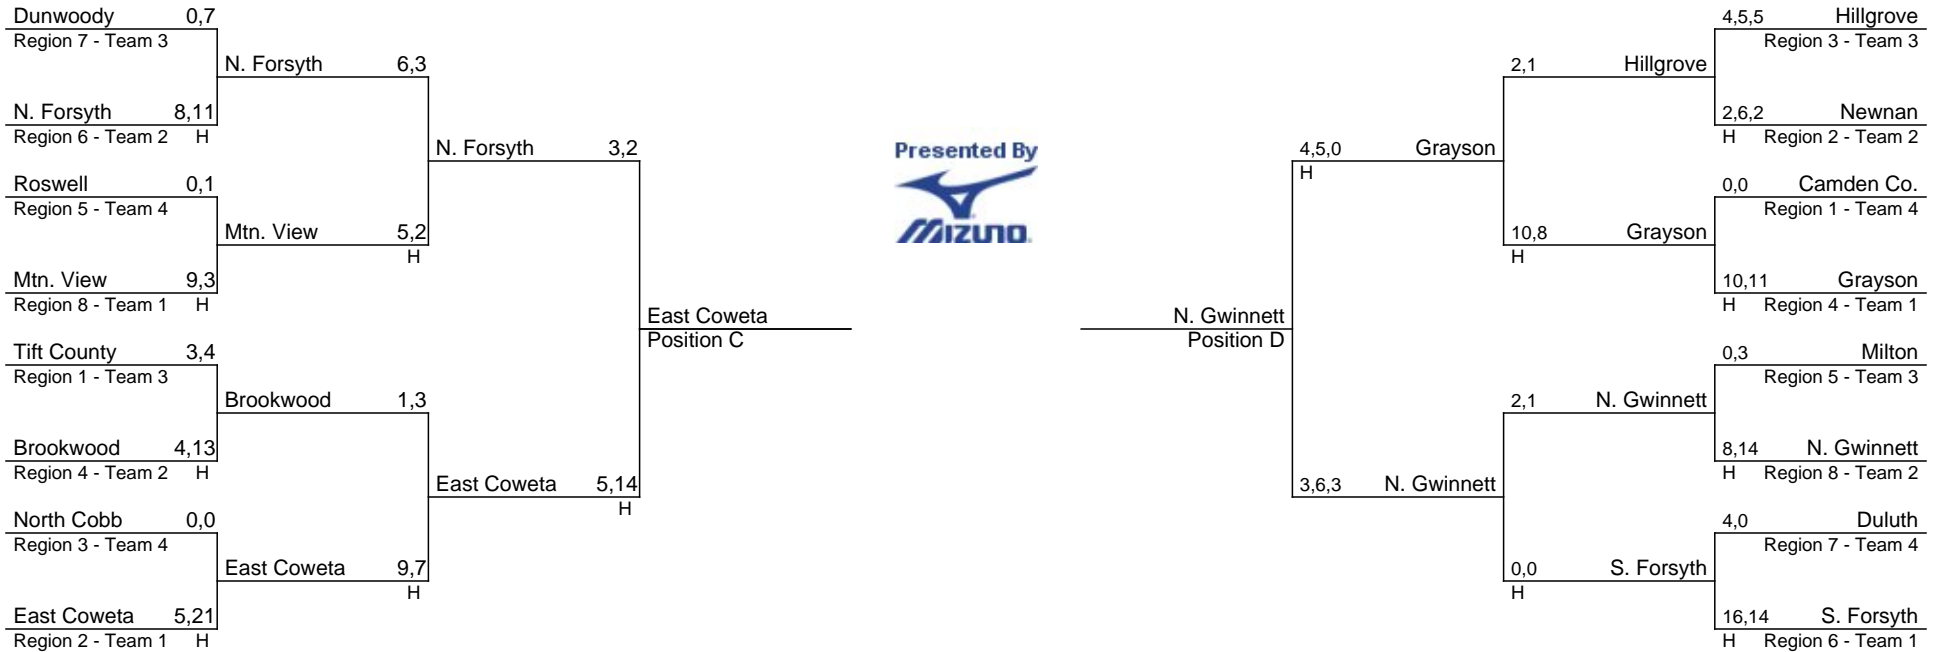 Dunwoody 0,7
Region 7 - Team 3
N. Forsyth 6,3
N. Forsyth 8,11
Region 6 - Team 2 H
N. Forsyth 3,2
Roswell 0,1
Region 5 - Team 4
Mtn. View 5,2
H
Mtn. View 9,3
Region 8 - Team 1 H
East Coweta
Position C
Tift County 3,4
Region 1 - Team 3
Brookwood 1,3
Brookwood 4,13
Region 4 - Team 2 H
East Coweta 5,14
H
North Cobb 0,0
Region 3 - Team 4
East Coweta 9,7
H
East Coweta 5,21
Region 2 - Team 1 H
Presented By
MIZUNO
4,5,5 Hillgrove
Region 3 - Team 3
2,1 Hillgrove
2,6,2 Newnan
H Region 2 - Team 2
4,5,0 Grayson
H
0,0 Camden Co.
Region 1 - Team 4
10,8 Grayson
H
10,11 Grayson
H Region 4 - Team 1
N. Gwinnett
Position D
0,3 Milton
Region 5 - Team 3
2,1 N. Gwinnett
8,14 N. Gwinnett
H Region 8 - Team 2
3,6,3 N. Gwinnett
4,0 Duluth
Region 7 - Team 4
0,0 S. Forsyth
H
16,14 S. Forsyth
H Region 6 - Team 1